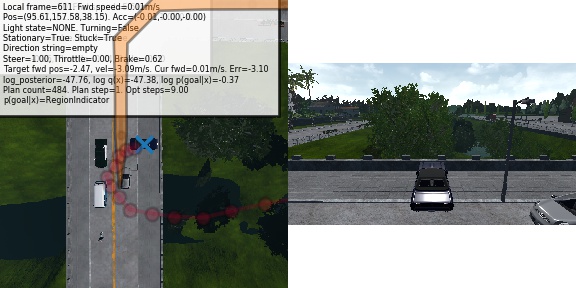 Local frame=611. Fwd speed=0.01m/s
Pos=(95.61,157.58,38.15). Acc=(-0.01,-0.00,-0.00)
Light state=NONE. Turning=False
Stationary=True. Stuck=True
Direction string=empty
Steer=1.00, Throttle=0.00, Brake=0.62
Target fwd pos=-2.47, vel=-3.09m/s. Cur fwd=0.01m/s. Err=-3.10
log_posterior=-47.76, log q(x)=-47.38, log p(goal|x)=-0.37
Plan count=484. Plan step=1. Opt steps=9.00
p(goal|x)=RegionIndicator